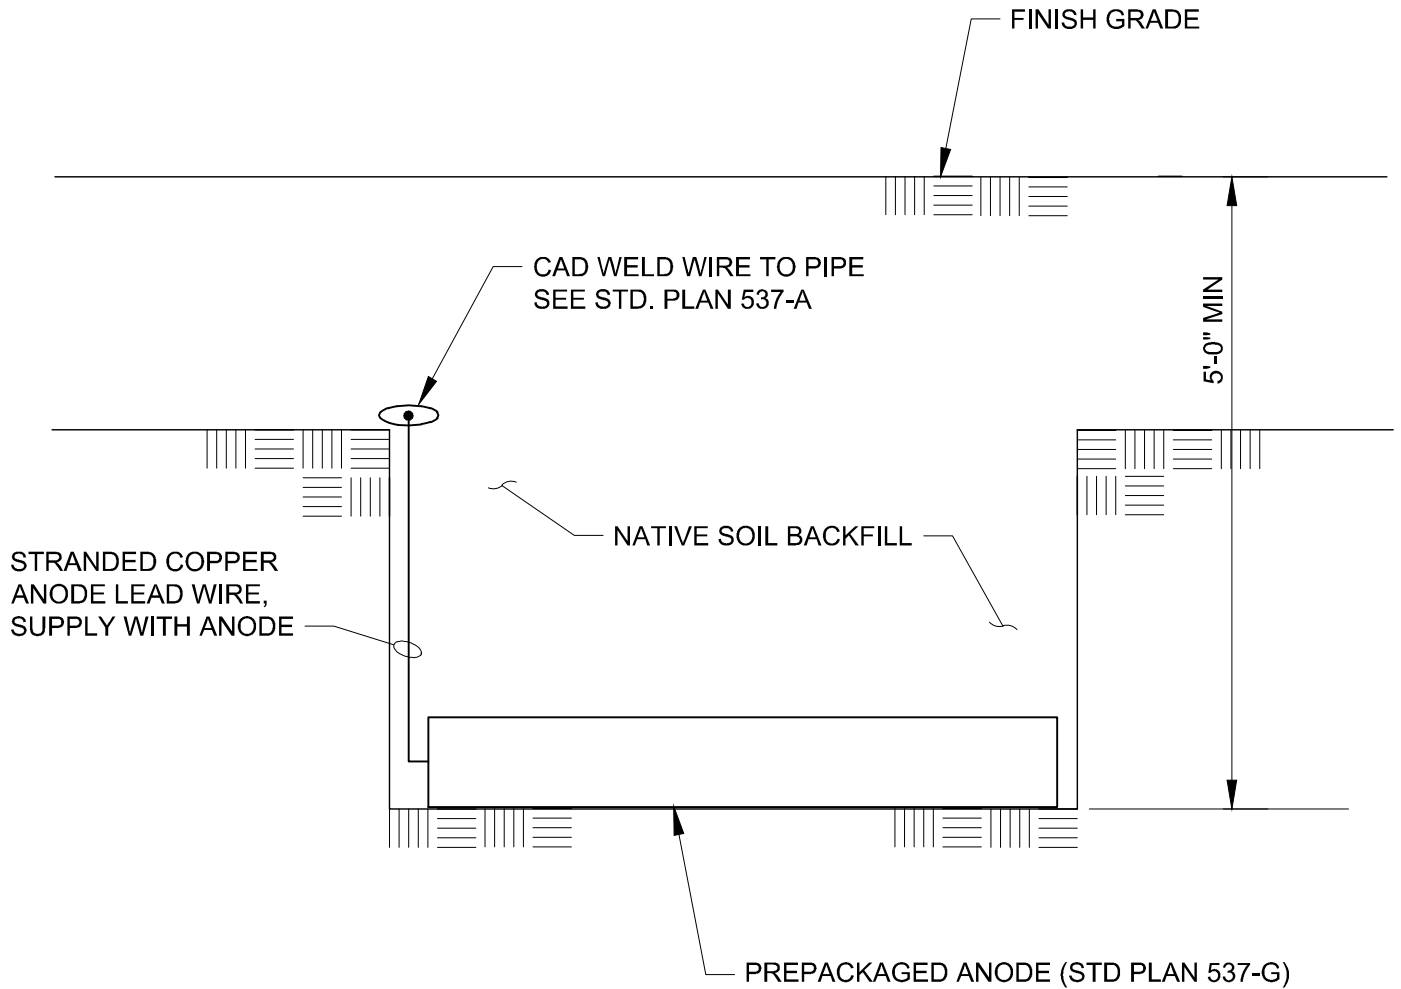 FINISH GRADE
CAD WELD WIRE TO PIPE
SEE STD. PLAN 537-A
5'-0" MIN
NATIVE SOIL BACKFILL
STRANDED COPPER
ANODE LEAD WIRE,
SUPPLY WITH ANODE
PREPACKAGED ANODE (STD PLAN 537-G)